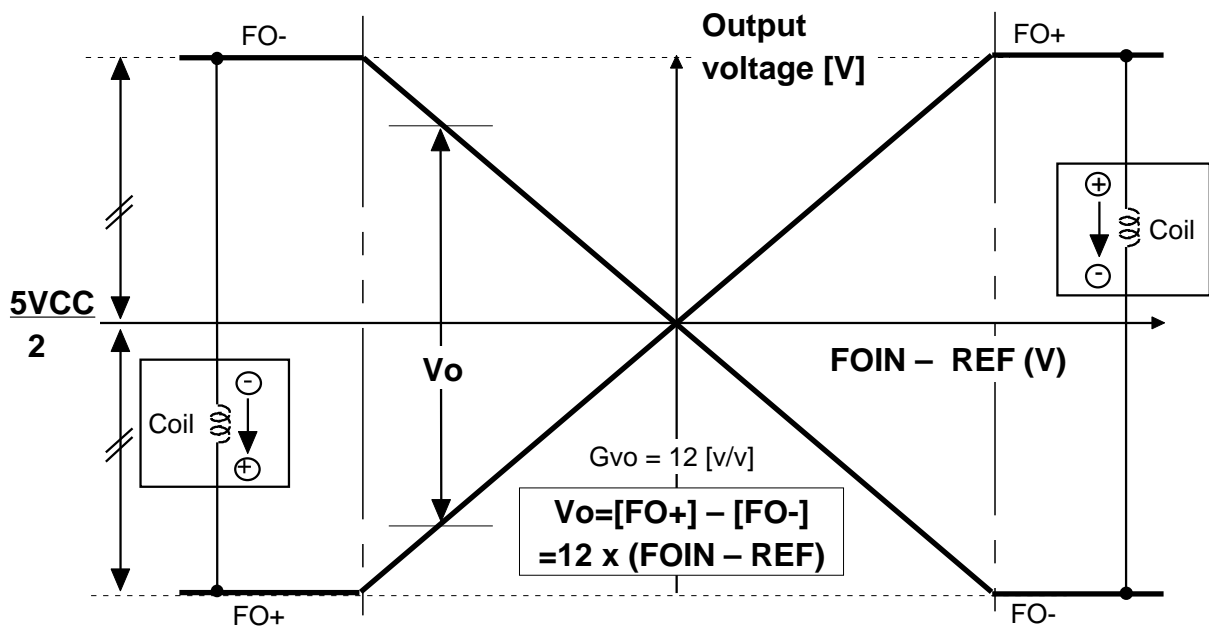 FO-
Output
voltage [V]
FO+
+
-
Coil
5VCC
2
Vo
FOIN – REF (V)
-
Coil
+
Gvo = 12 [v/v]
Vo=[FO+] – [FO-]
=12 x (FOIN – REF)
FO+
FO-